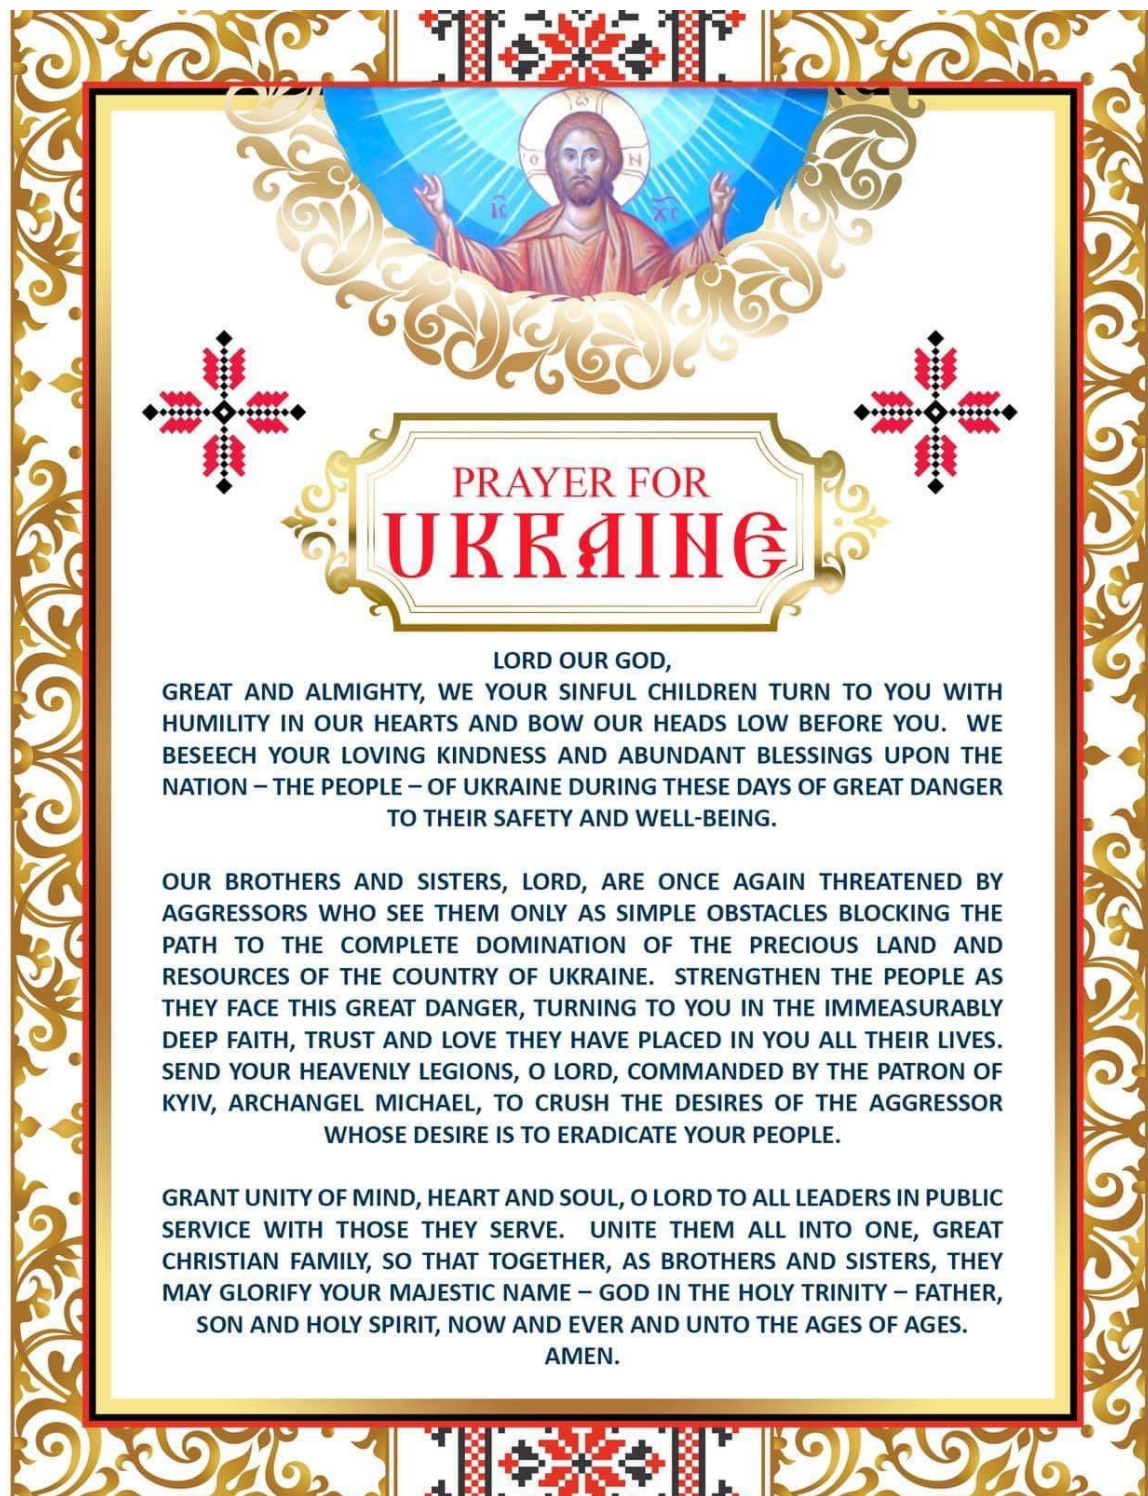 Ο Ѡ Ν
ІС ХС
PRAYER FOR
UKRAINE
LORD OUR GOD,
GREAT AND ALMIGHTY, WE YOUR SINFUL CHILDREN TURN TO YOU WITH
HUMILITY IN OUR HEARTS AND BOW OUR HEADS LOW BEFORE YOU. WE
BESEECH YOUR LOVING KINDNESS AND ABUNDANT BLESSINGS UPON THE
NATION – THE PEOPLE – OF UKRAINE DURING THESE DAYS OF GREAT DANGER
TO THEIR SAFETY AND WELL-BEING.
OUR BROTHERS AND SISTERS, LORD, ARE ONCE AGAIN THREATENED BY
AGGRESSORS WHO SEE THEM ONLY AS SIMPLE OBSTACLES BLOCKING THE
PATH TO THE COMPLETE DOMINATION OF THE PRECIOUS LAND AND
RESOURCES OF THE COUNTRY OF UKRAINE. STRENGTHEN THE PEOPLE AS
THEY FACE THIS GREAT DANGER, TURNING TO YOU IN THE IMMEASURABLY
DEEP FAITH, TRUST AND LOVE THEY HAVE PLACED IN YOU ALL THEIR LIVES.
SEND YOUR HEAVENLY LEGIONS, O LORD, COMMANDED BY THE PATRON OF
KYIV, ARCHANGEL MICHAEL, TO CRUSH THE DESIRES OF THE AGGRESSOR
WHOSE DESIRE IS TO ERADICATE YOUR PEOPLE.
GRANT UNITY OF MIND, HEART AND SOUL, O LORD TO ALL LEADERS IN PUBLIC
SERVICE WITH THOSE THEY SERVE. UNITE THEM ALL INTO ONE, GREAT
CHRISTIAN FAMILY, SO THAT TOGETHER, AS BROTHERS AND SISTERS, THEY
MAY GLORIFY YOUR MAJESTIC NAME – GOD IN THE HOLY TRINITY – FATHER,
SON AND HOLY SPIRIT, NOW AND EVER AND UNTO THE AGES OF AGES.
AMEN.